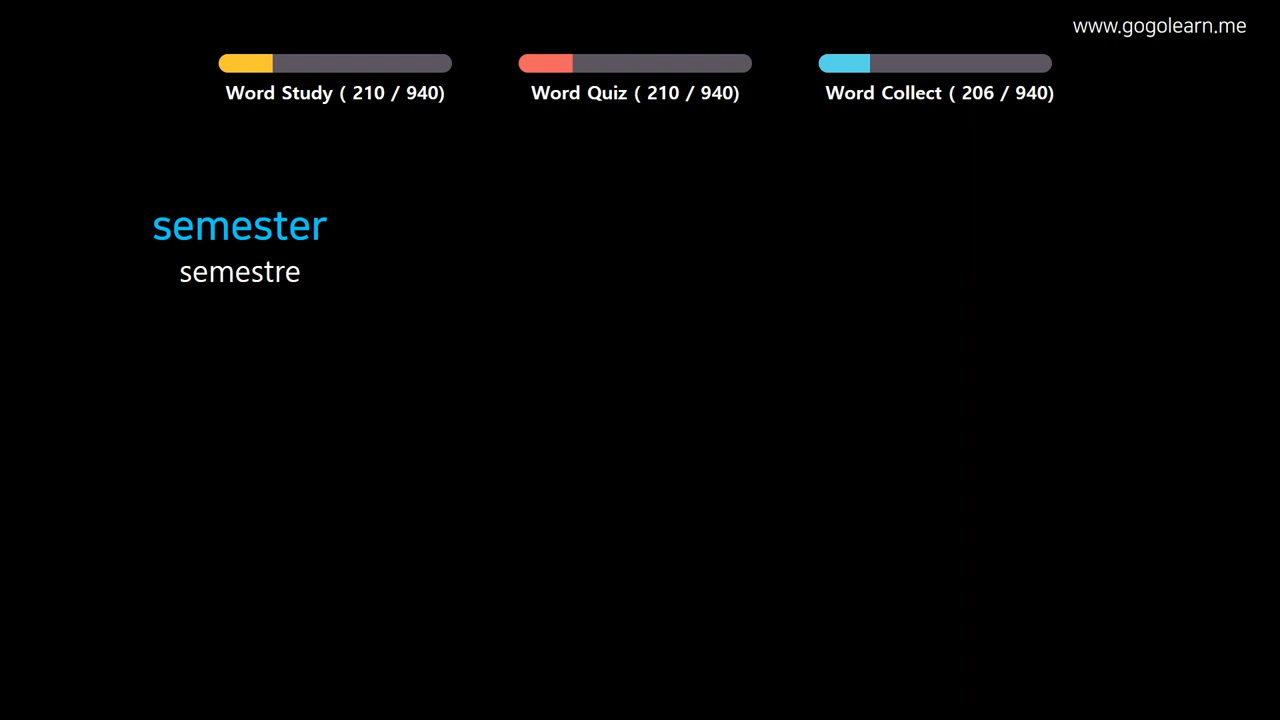 www.gogolearn.me
Word Study ( 210 / 940)
Word Quiz ( 210 / 940)
Word Collect ( 206 / 940)
semester
semestre